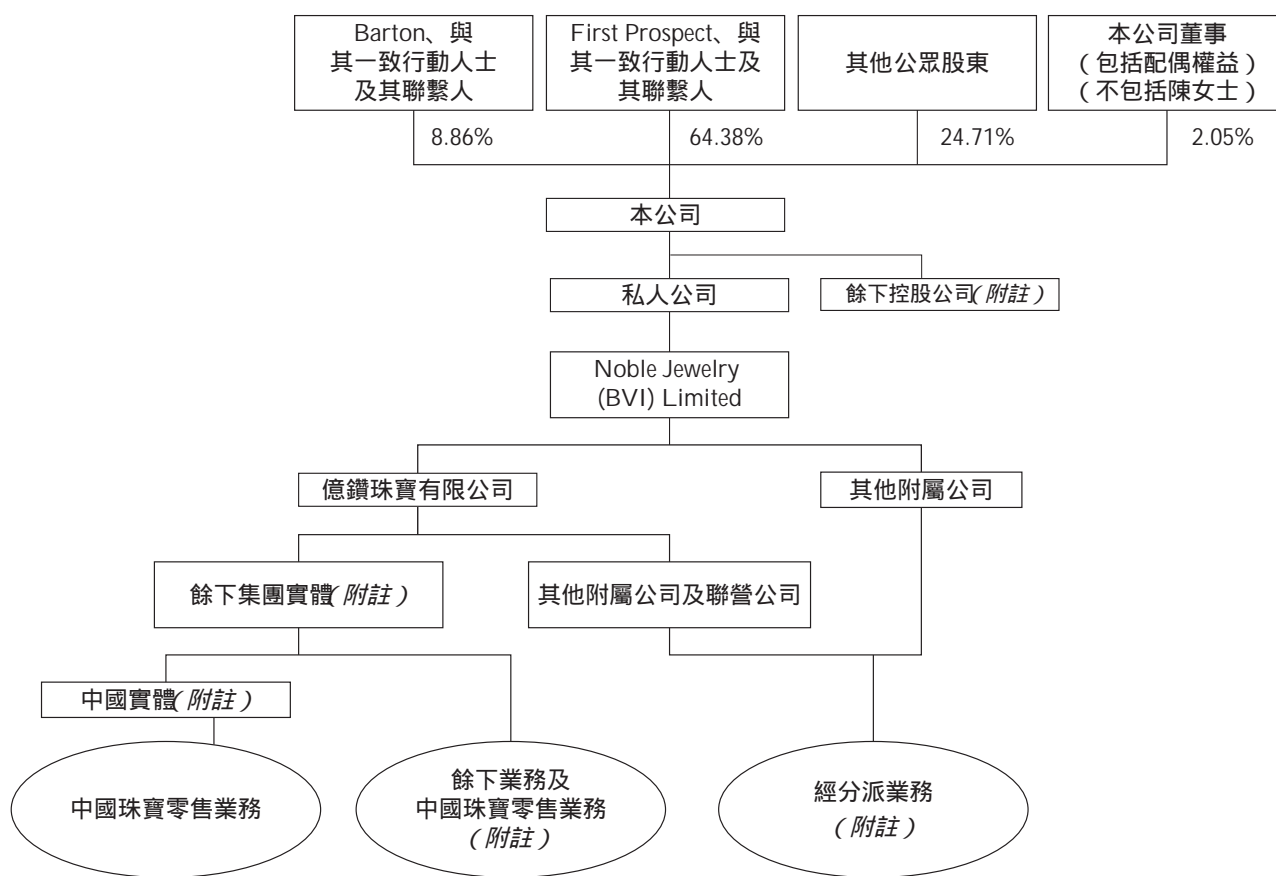 Barton、與
其一致行動人士
及其聯繫人
First Prospect、與
其一致行動人士及
其聯繫人
其他公眾股東
本公司董事
（包括配偶權益）
（不包括陳女士）
8.86%
64.38%
24.71%
2.05%
本公司
私人公司
餘下控股公司（附註）
Noble Jewelry
(BVI) Limited
億鑽珠寶有限公司
其他附屬公司
餘下集團實體（附註）
其他附屬公司及聯營公司
中國實體（附註）
中國珠寶零售業務
餘下業務及
中國珠寶零售業務
（附註）
經分派業務
（附註）